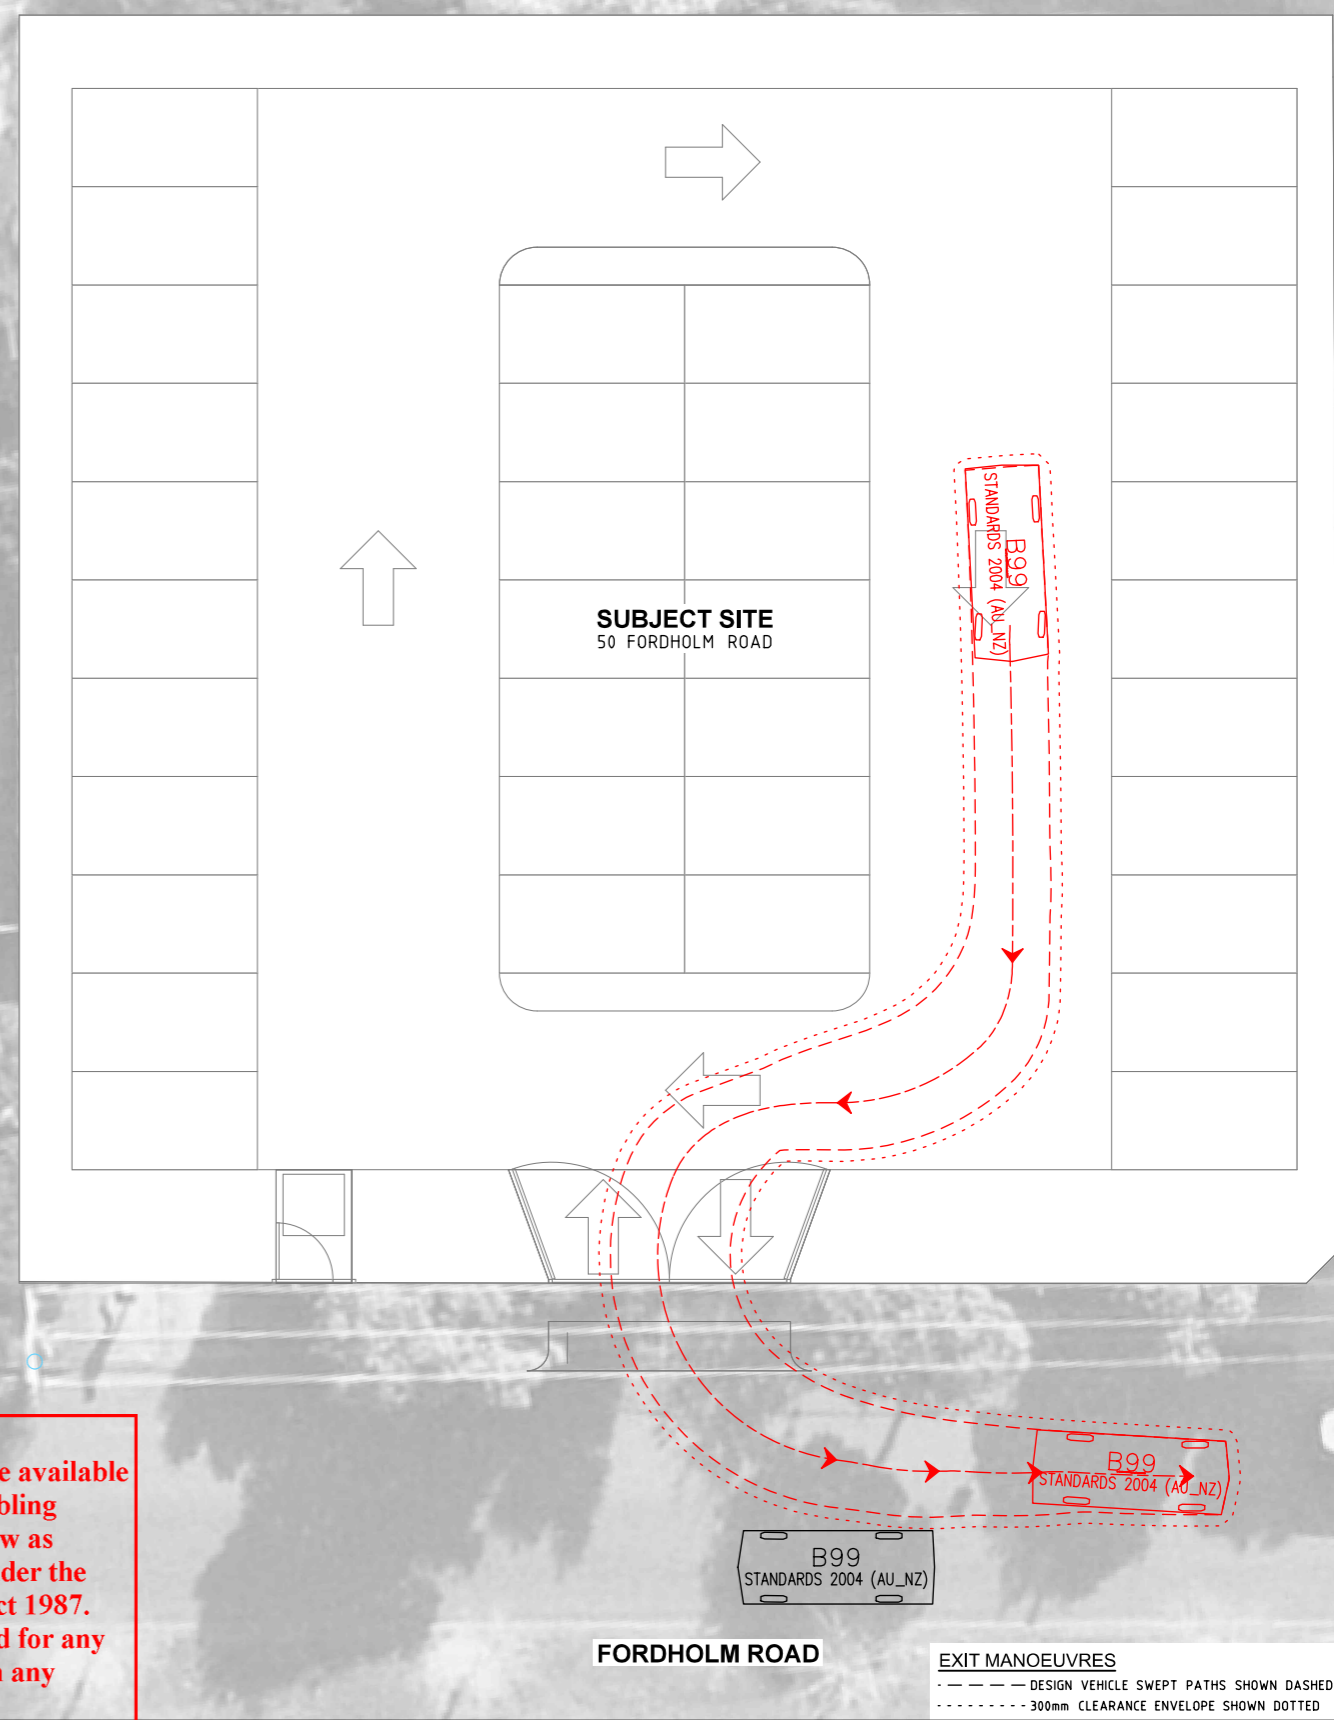 B99
STANDARDS 2004 (AU_NZ)
SUBJECT SITE
50 FORDHOLM ROAD
e available
bling
w as
der the
ct 1987.
d for any
n any
B99
STANDARDS 2004 (AU_NZ)
B99
STANDARDS 2004 (AU_NZ)
FORDHOLM ROAD
EXIT MANOEUVRES
DESIGN VEHICLE SWEPT PATHS SHOWN DASHED
300mm CLEARANCE ENVELOPE SHOWN DOTTED